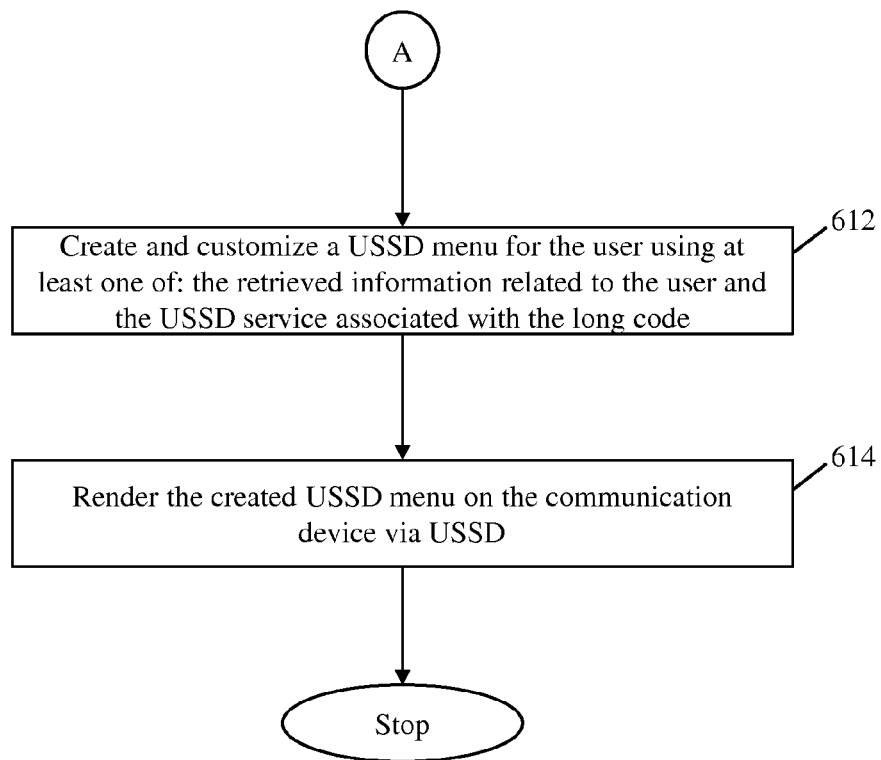 A
612
Create and customize a USSD menu for the user using at
least one of: the retrieved information related to the user and
the USSD service associated with the long code
614
Render the created USSD menu on the communication
device via USSD
Stop